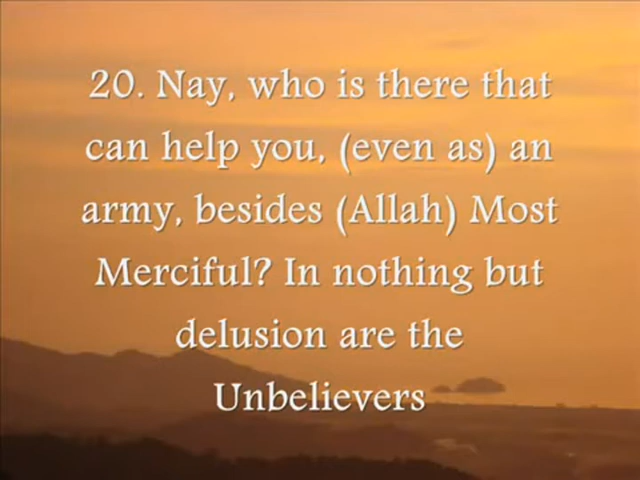 20. Nay, who is there that
can help you, (even as) an
army, besides (Allah) Most
Merciful? In nothing but
delusion are the
Unbelievers